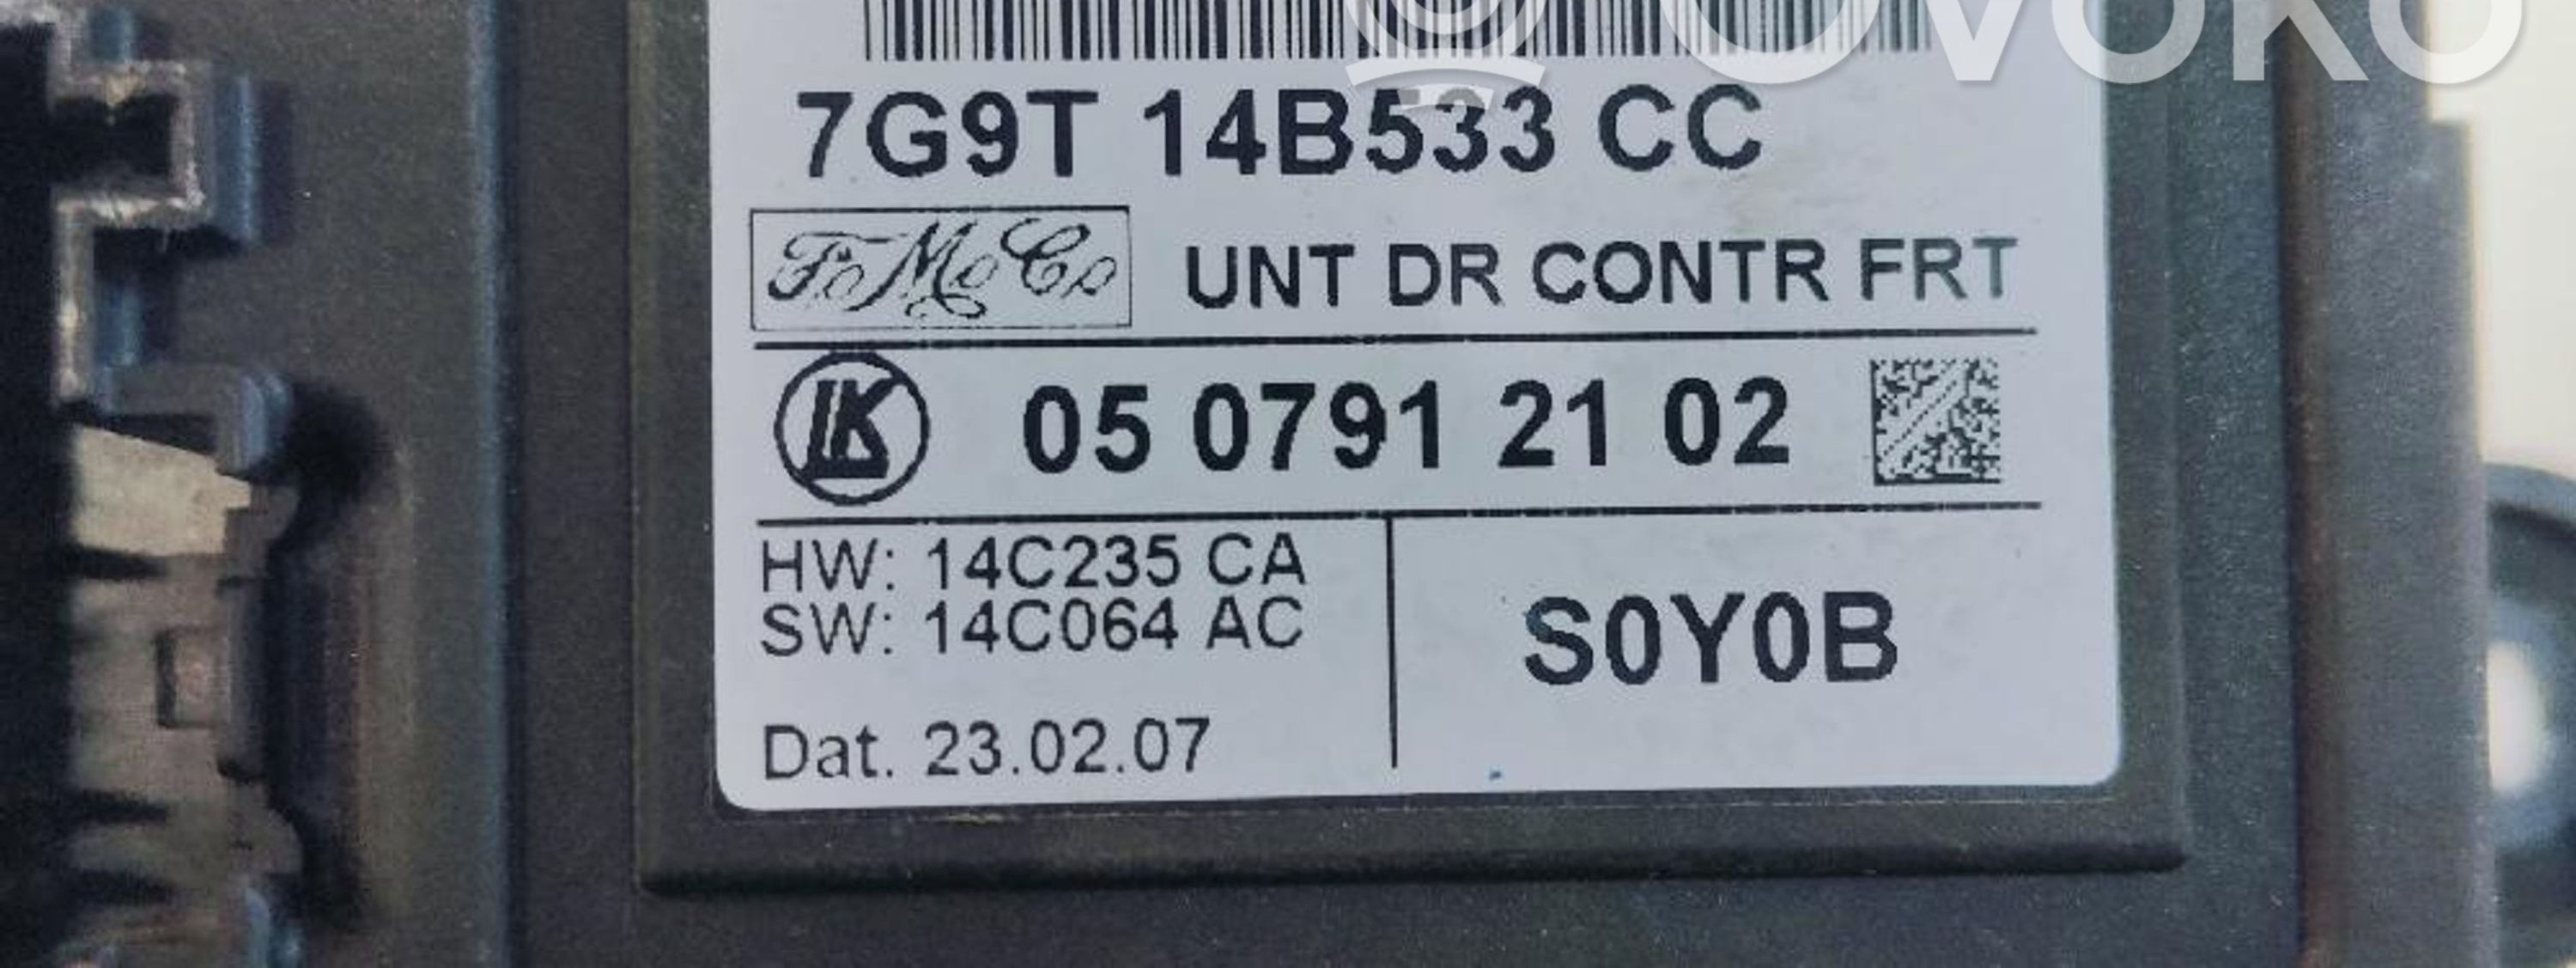 OVOKO
7G9T 14B533 CC
FoMoCo UNT DR CONTR FRT
LK 05 0791 21 02
HW: 14C235 CA
SW: 14C064 AC
S0Y0B
Dat. 23.02.07